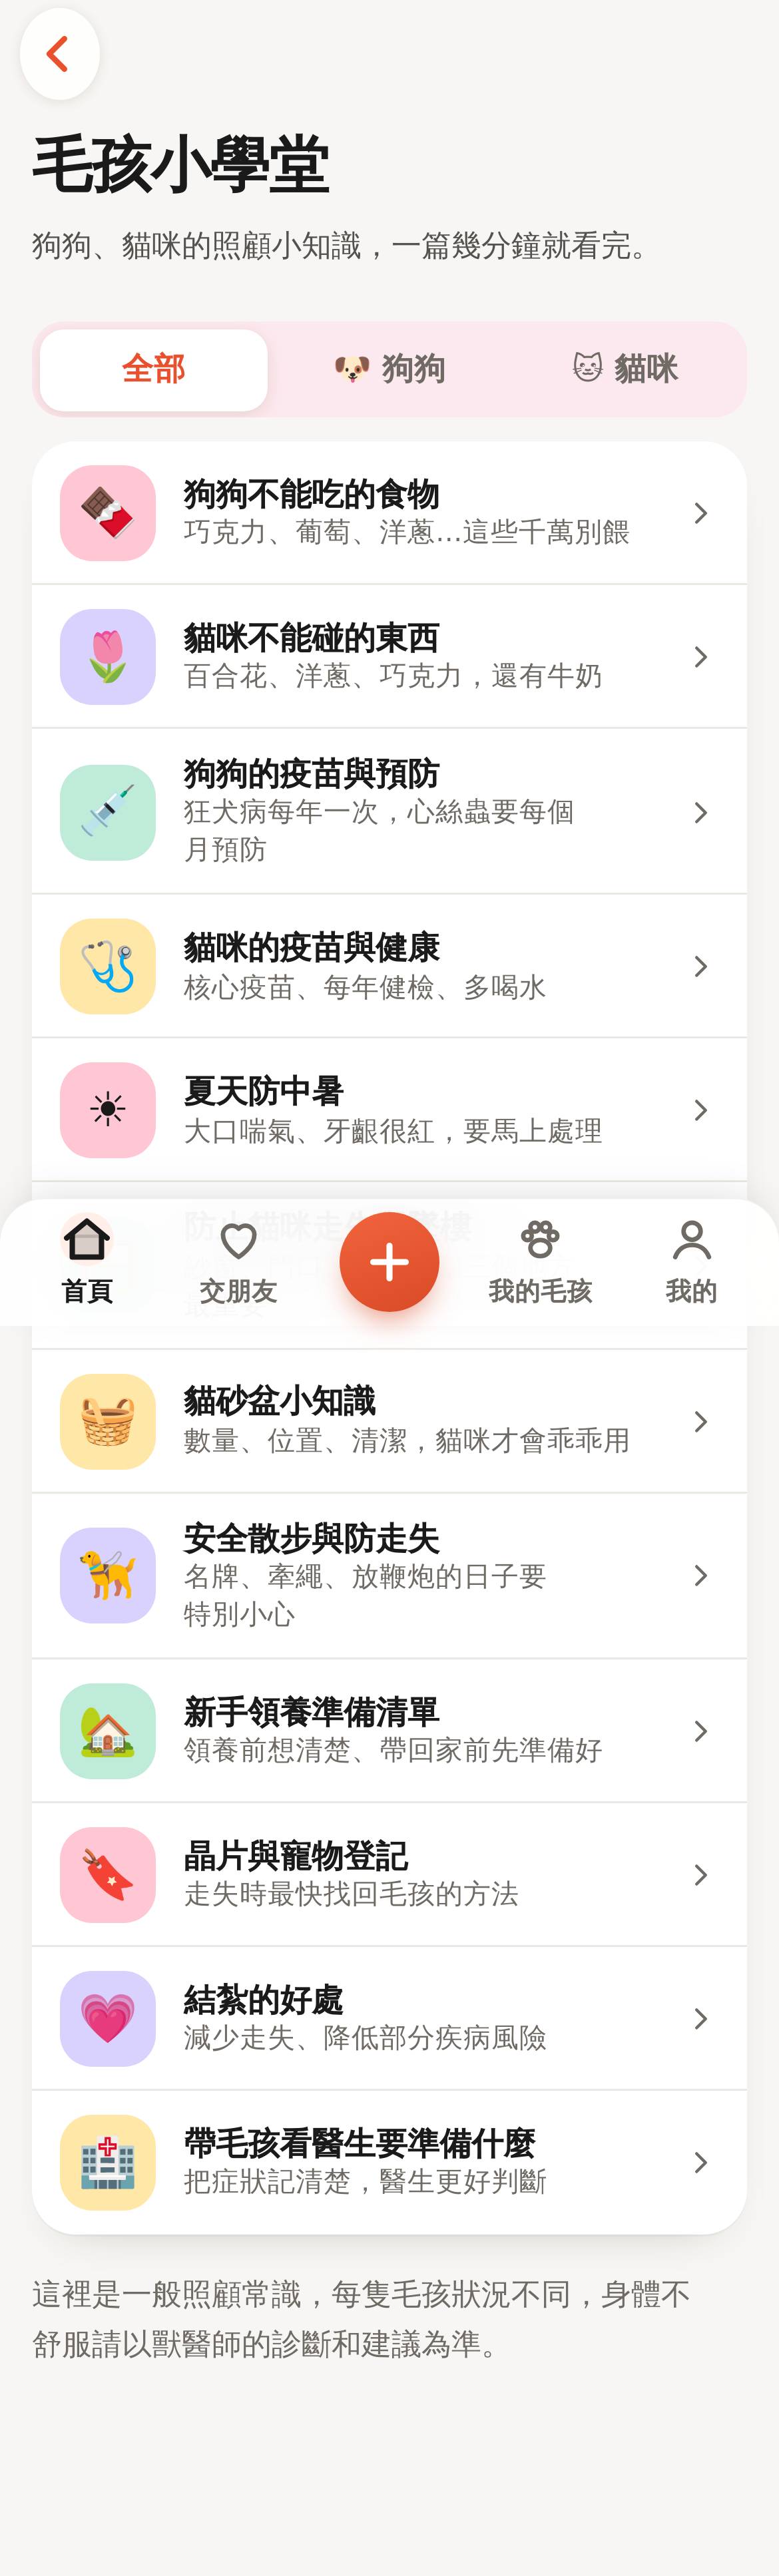 毛孩小學堂
狗狗、貓咪的照顧小知識，一篇幾分鐘就看完。
全部
狗狗
貓咪
狗狗不能吃的食物
巧克力、葡萄、洋蔥...這些千萬別餵
貓咪不能碰的東西
百合花、洋蔥、巧克力，還有牛奶
狗狗的疫苗與預防
狂犬病每年一次，心絲蟲要每個
月預防
貓咪的疫苗與健康
核心疫苗、每年健檢、多喝水
夏天防中暑
大口喘氣、牙齦很紅，要馬上處理
防止貓咪走失
首頁
交朋友
我的毛孩
我的
貓砂盆小知識
數量、位置、清潔，貓咪才會乖乖用
安全散步與防走失
名牌、牽繩、放鞭炮的日子要
特別小心
新手領養準備清單
領養前想清楚、帶回家前先準備好
晶片與寵物登記
走失時最快找回毛孩的方法
結紮的好處
減少走失、降低部分疾病風險
帶毛孩看醫生要準備什麼
把症狀記清楚，醫生更好判斷
這裡是一般照顧常識，每隻毛孩狀況不同，身體不
舒服請以獸醫師的診斷和建議為準。